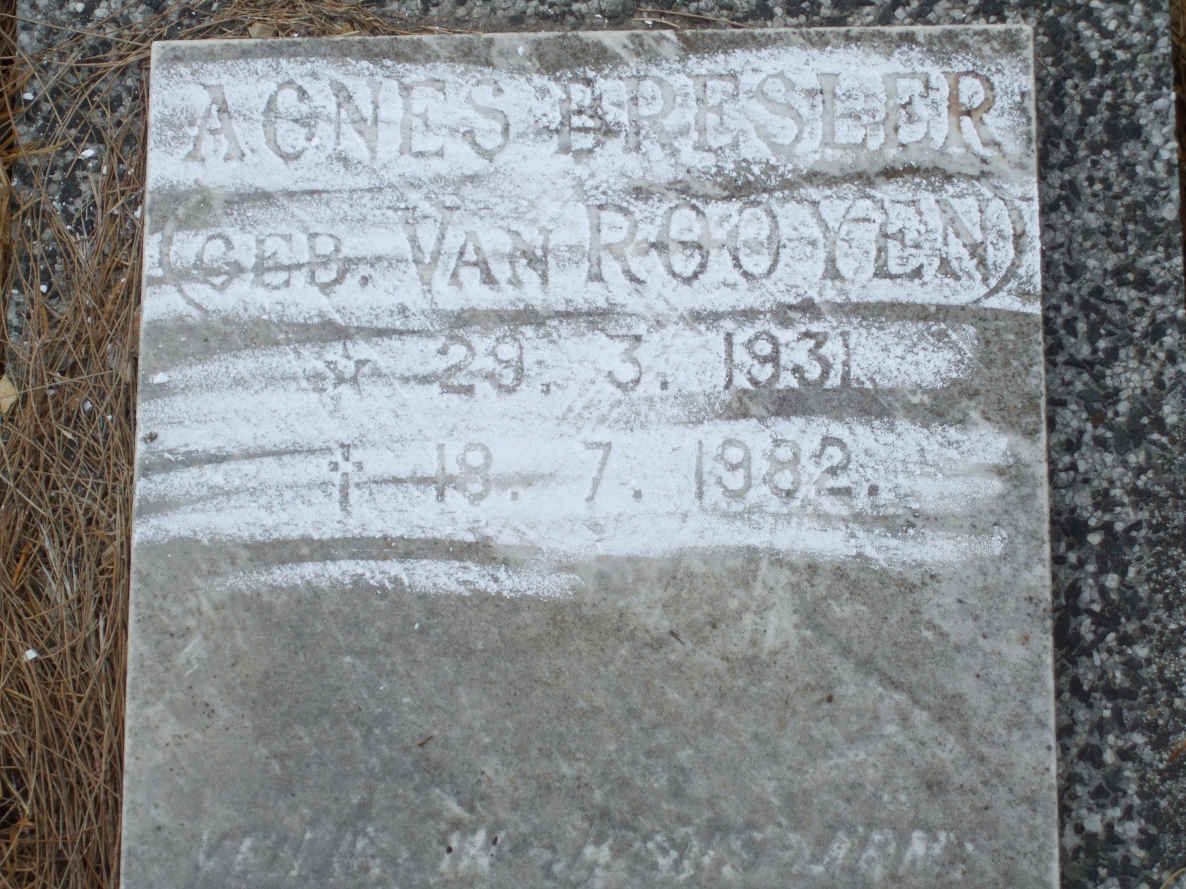 AGNES BRESLER
(GEB. VAN ROOYEN)
* 29. 3. 1931
† 18. 7. 1982.